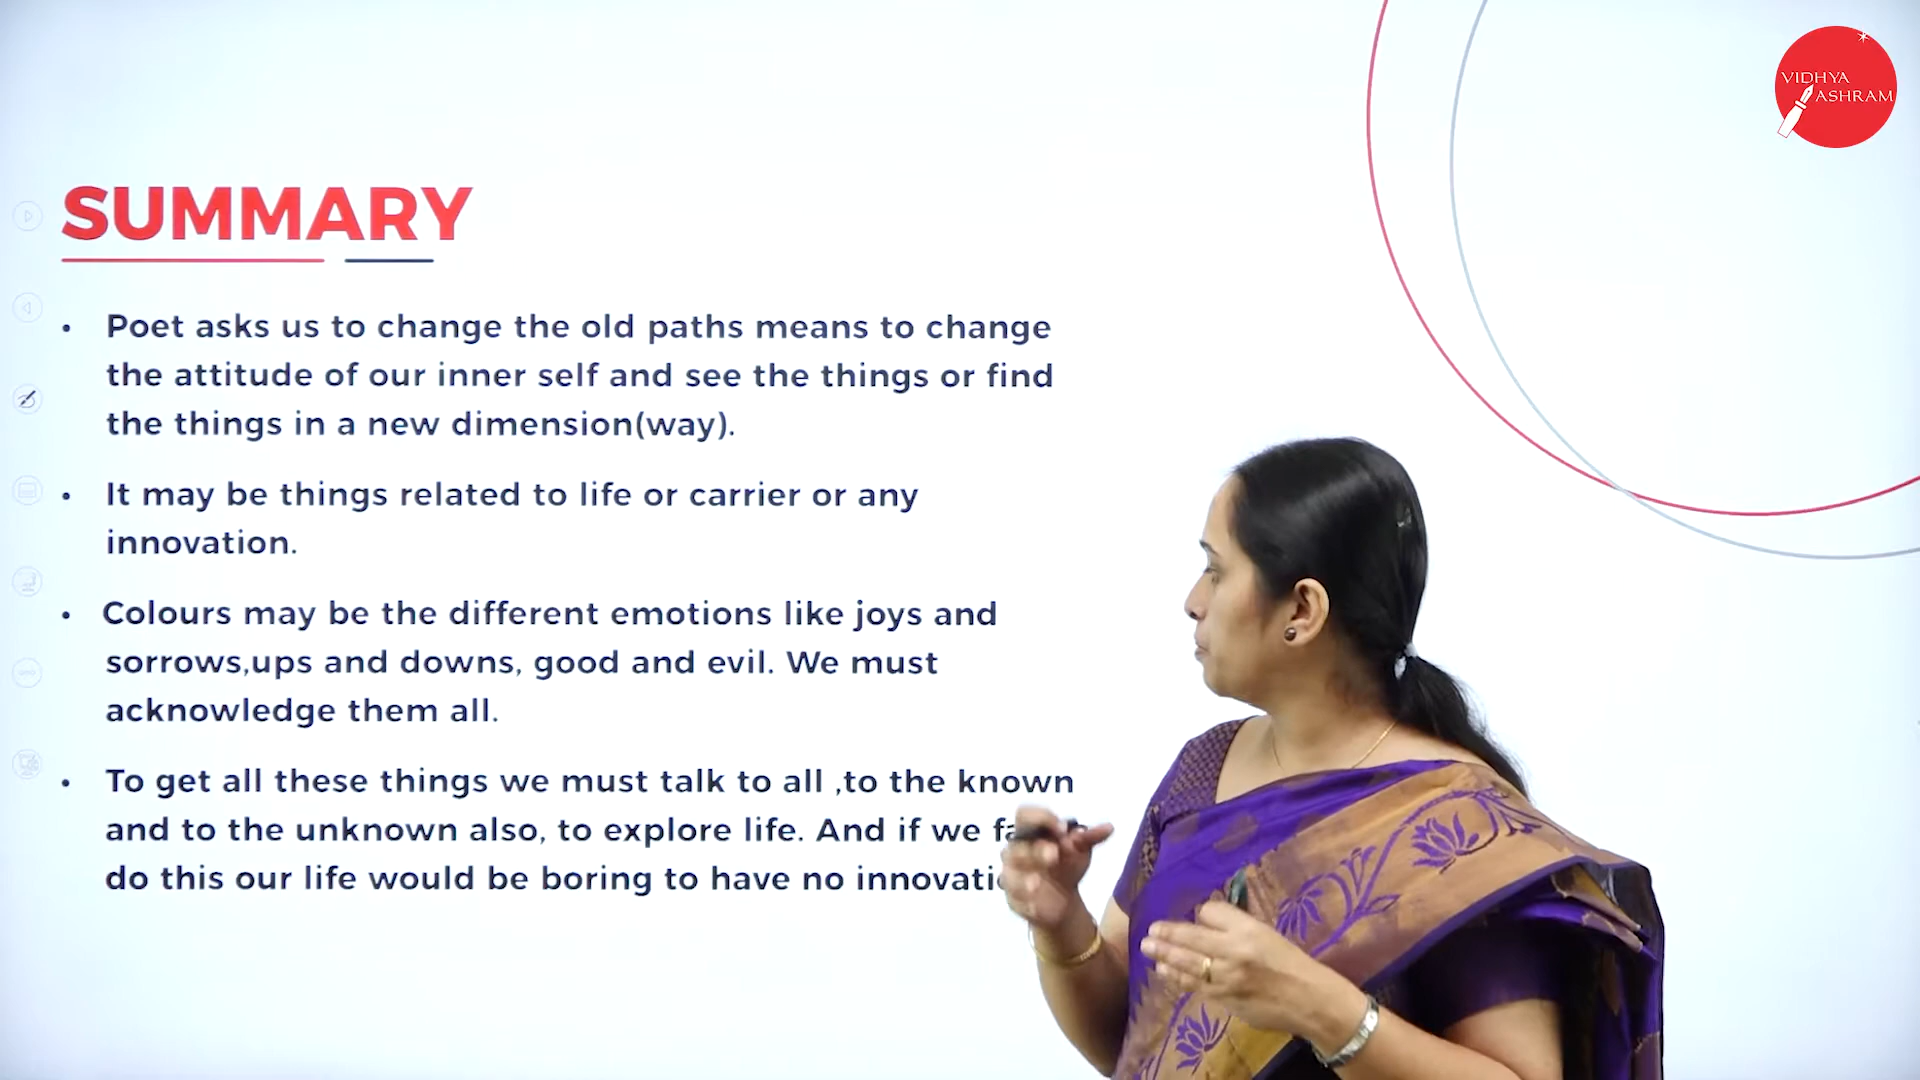 VIDHYA
ASHRAM
SUMMARY
• Poet asks us to change the old paths means to change
the attitude of our inner self and see the things or find
the things in a new dimension(way).
• It may be things related to life or carrier or any
innovation.
• Colours may be the different emotions like joys and
sorrows,ups and downs, good and evil. We must
acknowledge them all.
• To get all these things we must talk to all ,to the known
and to the unknown also, to explore life. And if we
do this our life would be boring to have no